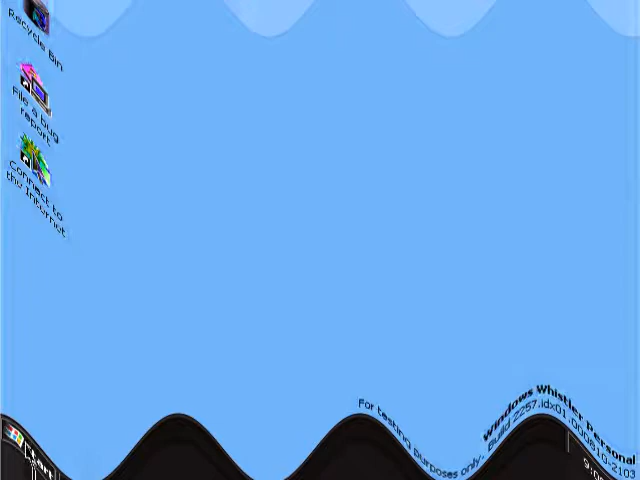 Recycle Bin
File a bug
report
Connect to
the Internet
Windows Whistler Personal
For testing purposes only. Build 2257.idx01.000810-2103
Start